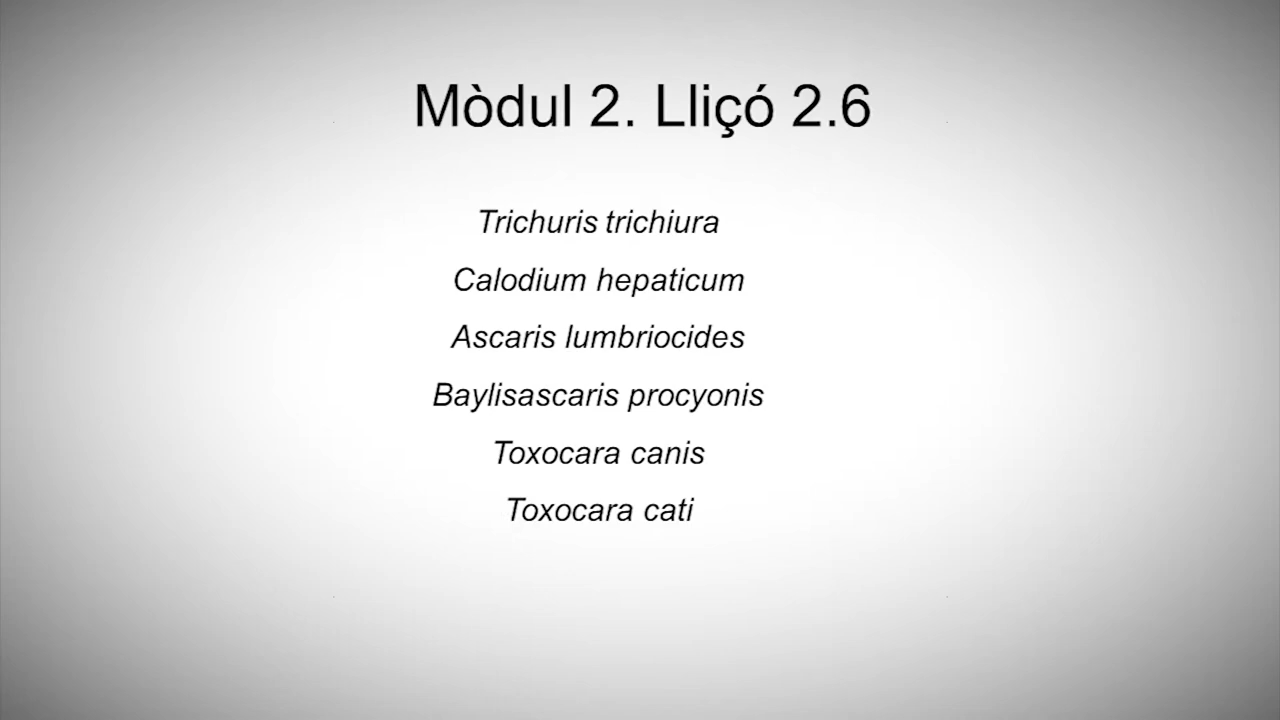 Mòdul 2. Lliçó 2.6
Trichuris trichiura
Calodium hepaticum
Ascaris lumbriocides
Baylisascaris procyonis
Toxocara canis
Toxocara cati